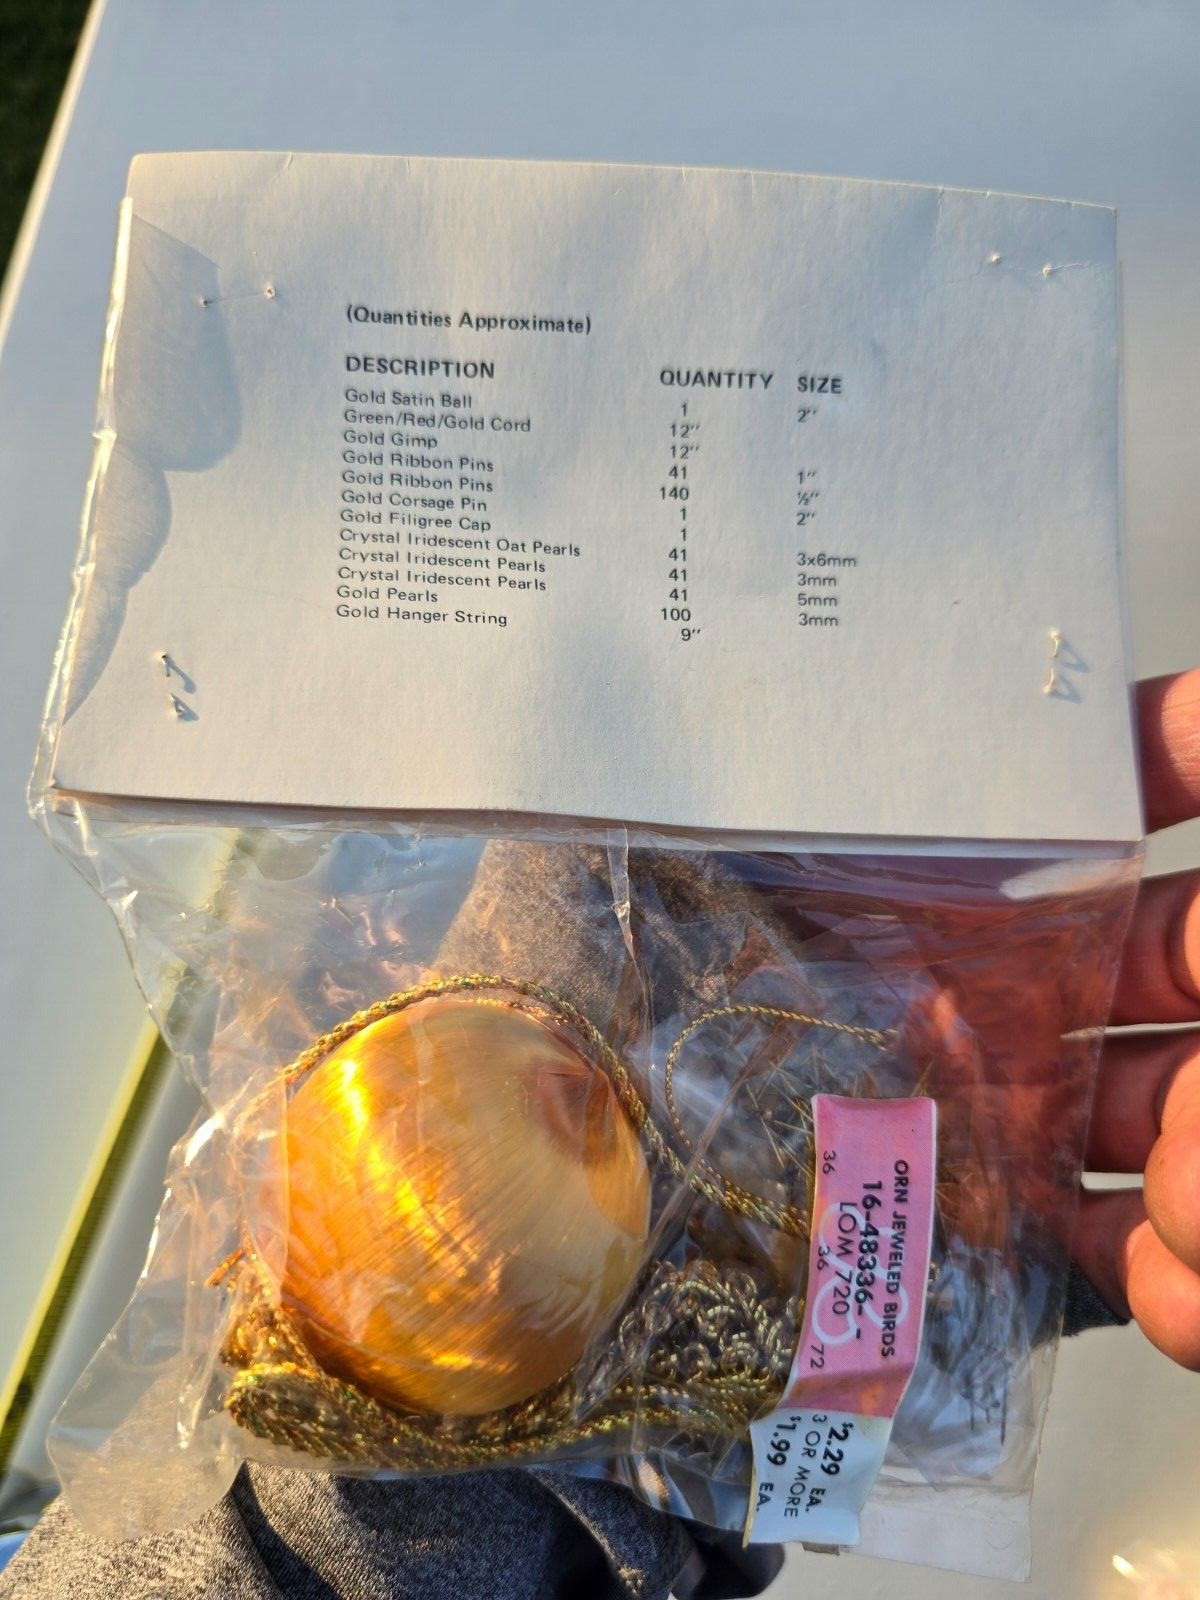 (Quantities Approximate)
DESCRIPTION QUANTITY SIZE
Gold Satin Ball 1 2"
Green/Red/Gold Cord 12"
Gold Gimp 12"
Gold Ribbon Pins 41 1"
Gold Ribbon Pins 140 ½"
Gold Corsage Pin 1 2"
Gold Filigree Cap 1
Crystal Iridescent Oat Pearls 41 3x6mm
Crystal Iridescent Pearls 41 3mm
Crystal Iridescent Pearls 41 5mm
Gold Pearls 100 3mm
Gold Hanger String 9"
ORN JEWELED BIRDS
16-48336- -
LOM 720
36 36 72
$2.29 EA.
3 OR MORE
$1.99 EA.